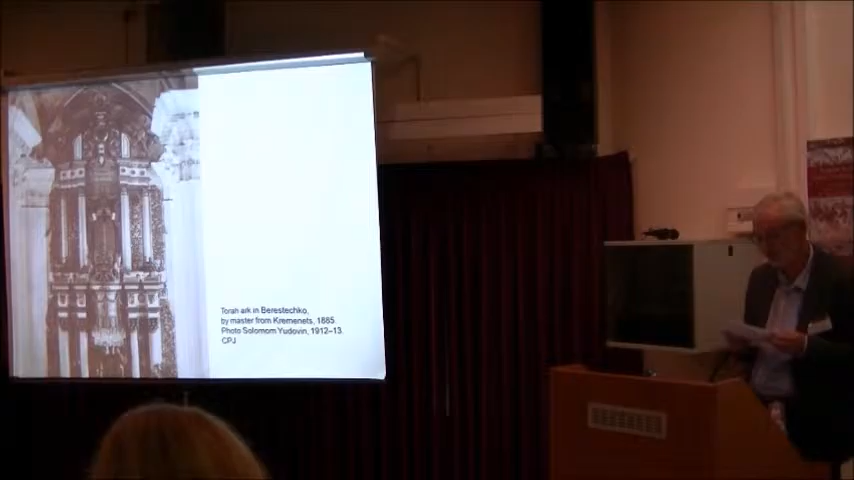 Torah ark in Berestechko,
by master from Kremenets, 1885
Photo Solomom Yudovin, 1912–13.
CPJ